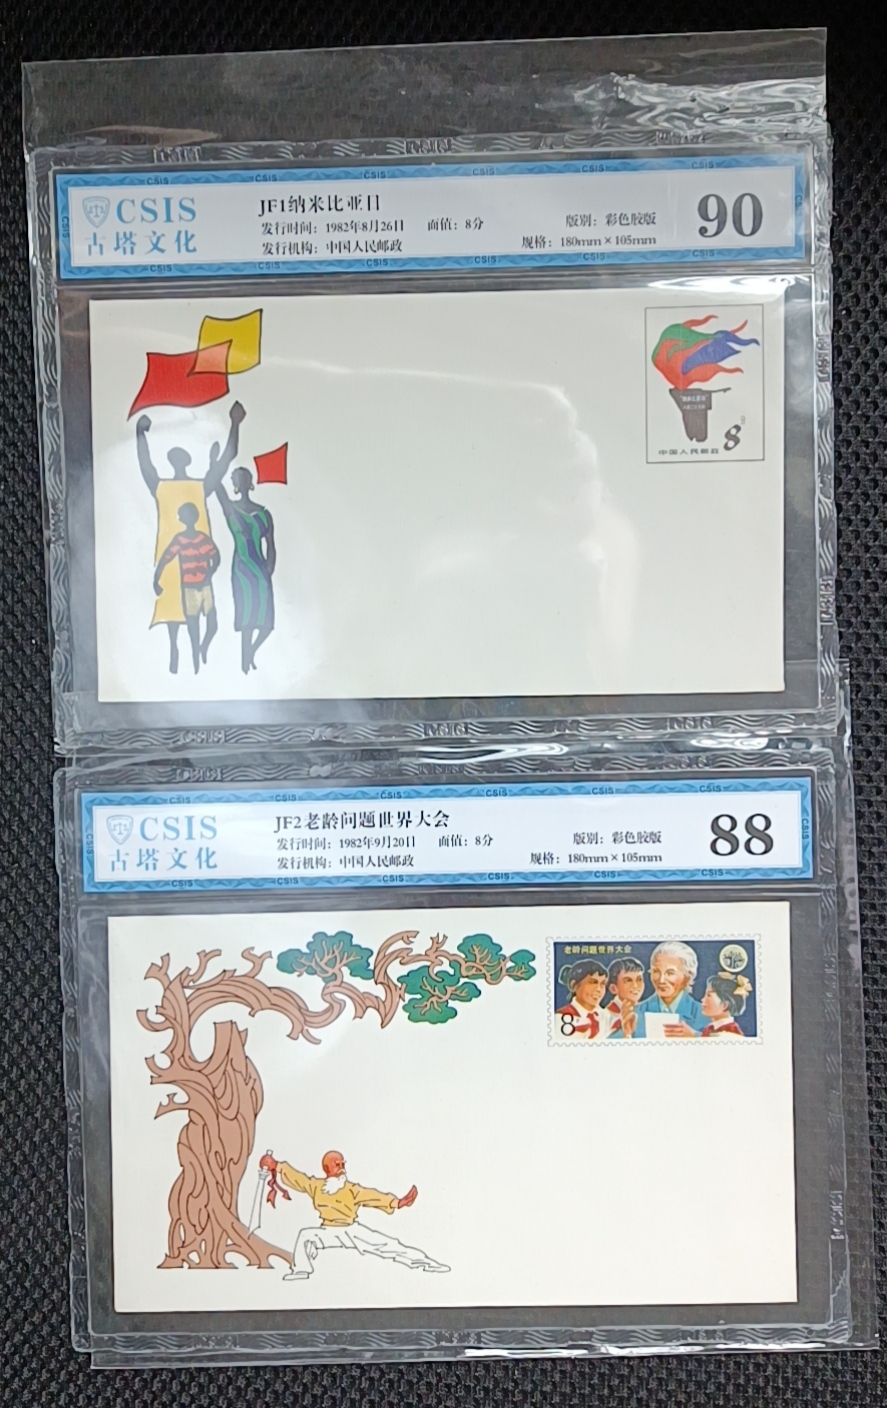 CSIS
古塔文化
JF1纳米比亚日
发行时间：1982年8月26日 面值：8分 版别：彩色胶版
发行机构：中国人民邮政 规格：180mm×105mm
90
8
中国人民邮政
CSIS
古塔文化
JF2老龄问题世界大会
发行时间：1982年9月20日 面值：8分 版别：彩色胶版
发行机构：中国人民邮政 规格：180mm×105mm
88
老龄问题世界大会
8